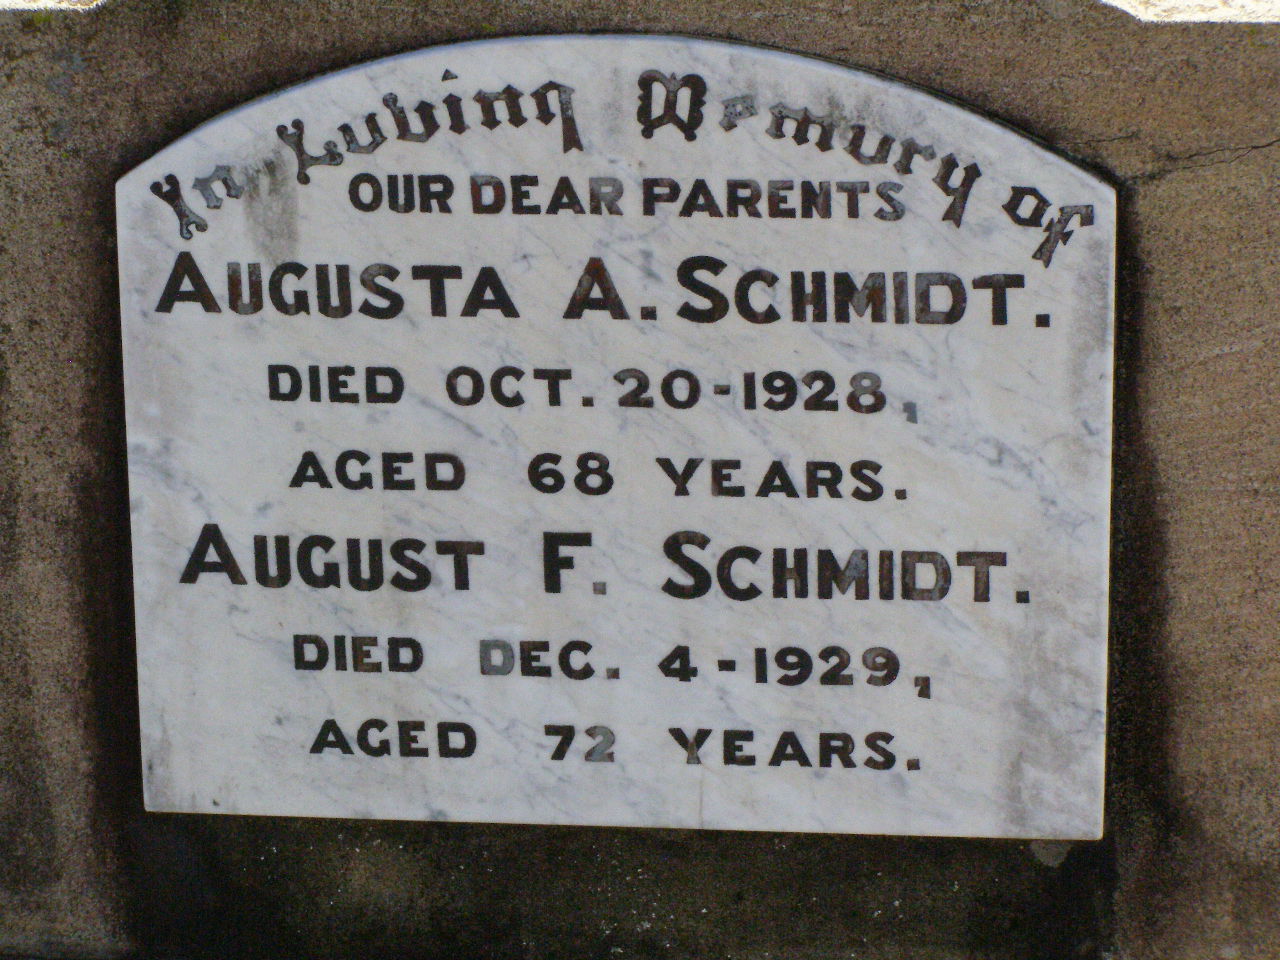 In Loving Memory of
OUR DEAR PARENTS
AUGUSTA A. SCHMIDT.
DIED OCT. 20-1928,
AGED 68 YEARS.
AUGUST F. SCHMIDT.
DIED DEC. 4-1929,
AGED 72 YEARS.